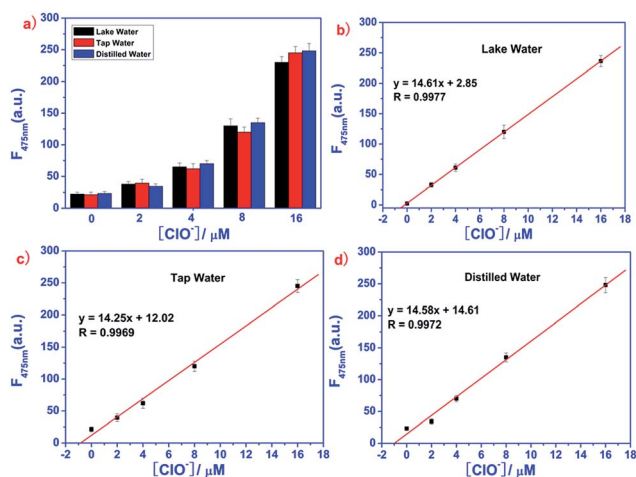 a)
Lake Water
Tap Water
Distilled Water
300
250
200
150
100
50
0
F475nm(a.u.)
0 2 4 8 16
[ClO⁻]/ μM
b)
Lake Water
y = 14.61x + 2.85
R = 0.9977
300
250
200
150
100
50
0
F475nm(a.u.)
-2 0 2 4 6 8 10 12 14 16 18
[ClO⁻]/ μM
c)
Tap Water
y = 14.25x + 12.02
R = 0.9969
300
250
200
150
100
50
0
F475nm(a.u.)
-2 0 2 4 6 8 10 12 14 16 18
[ClO⁻]/ μM
d)
Distilled Water
y = 14.58x + 14.61
R = 0.9972
300
250
200
150
100
50
0
F475nm(a.u.)
-2 0 2 4 6 8 10 12 14 16 18
[ClO⁻]/ μM